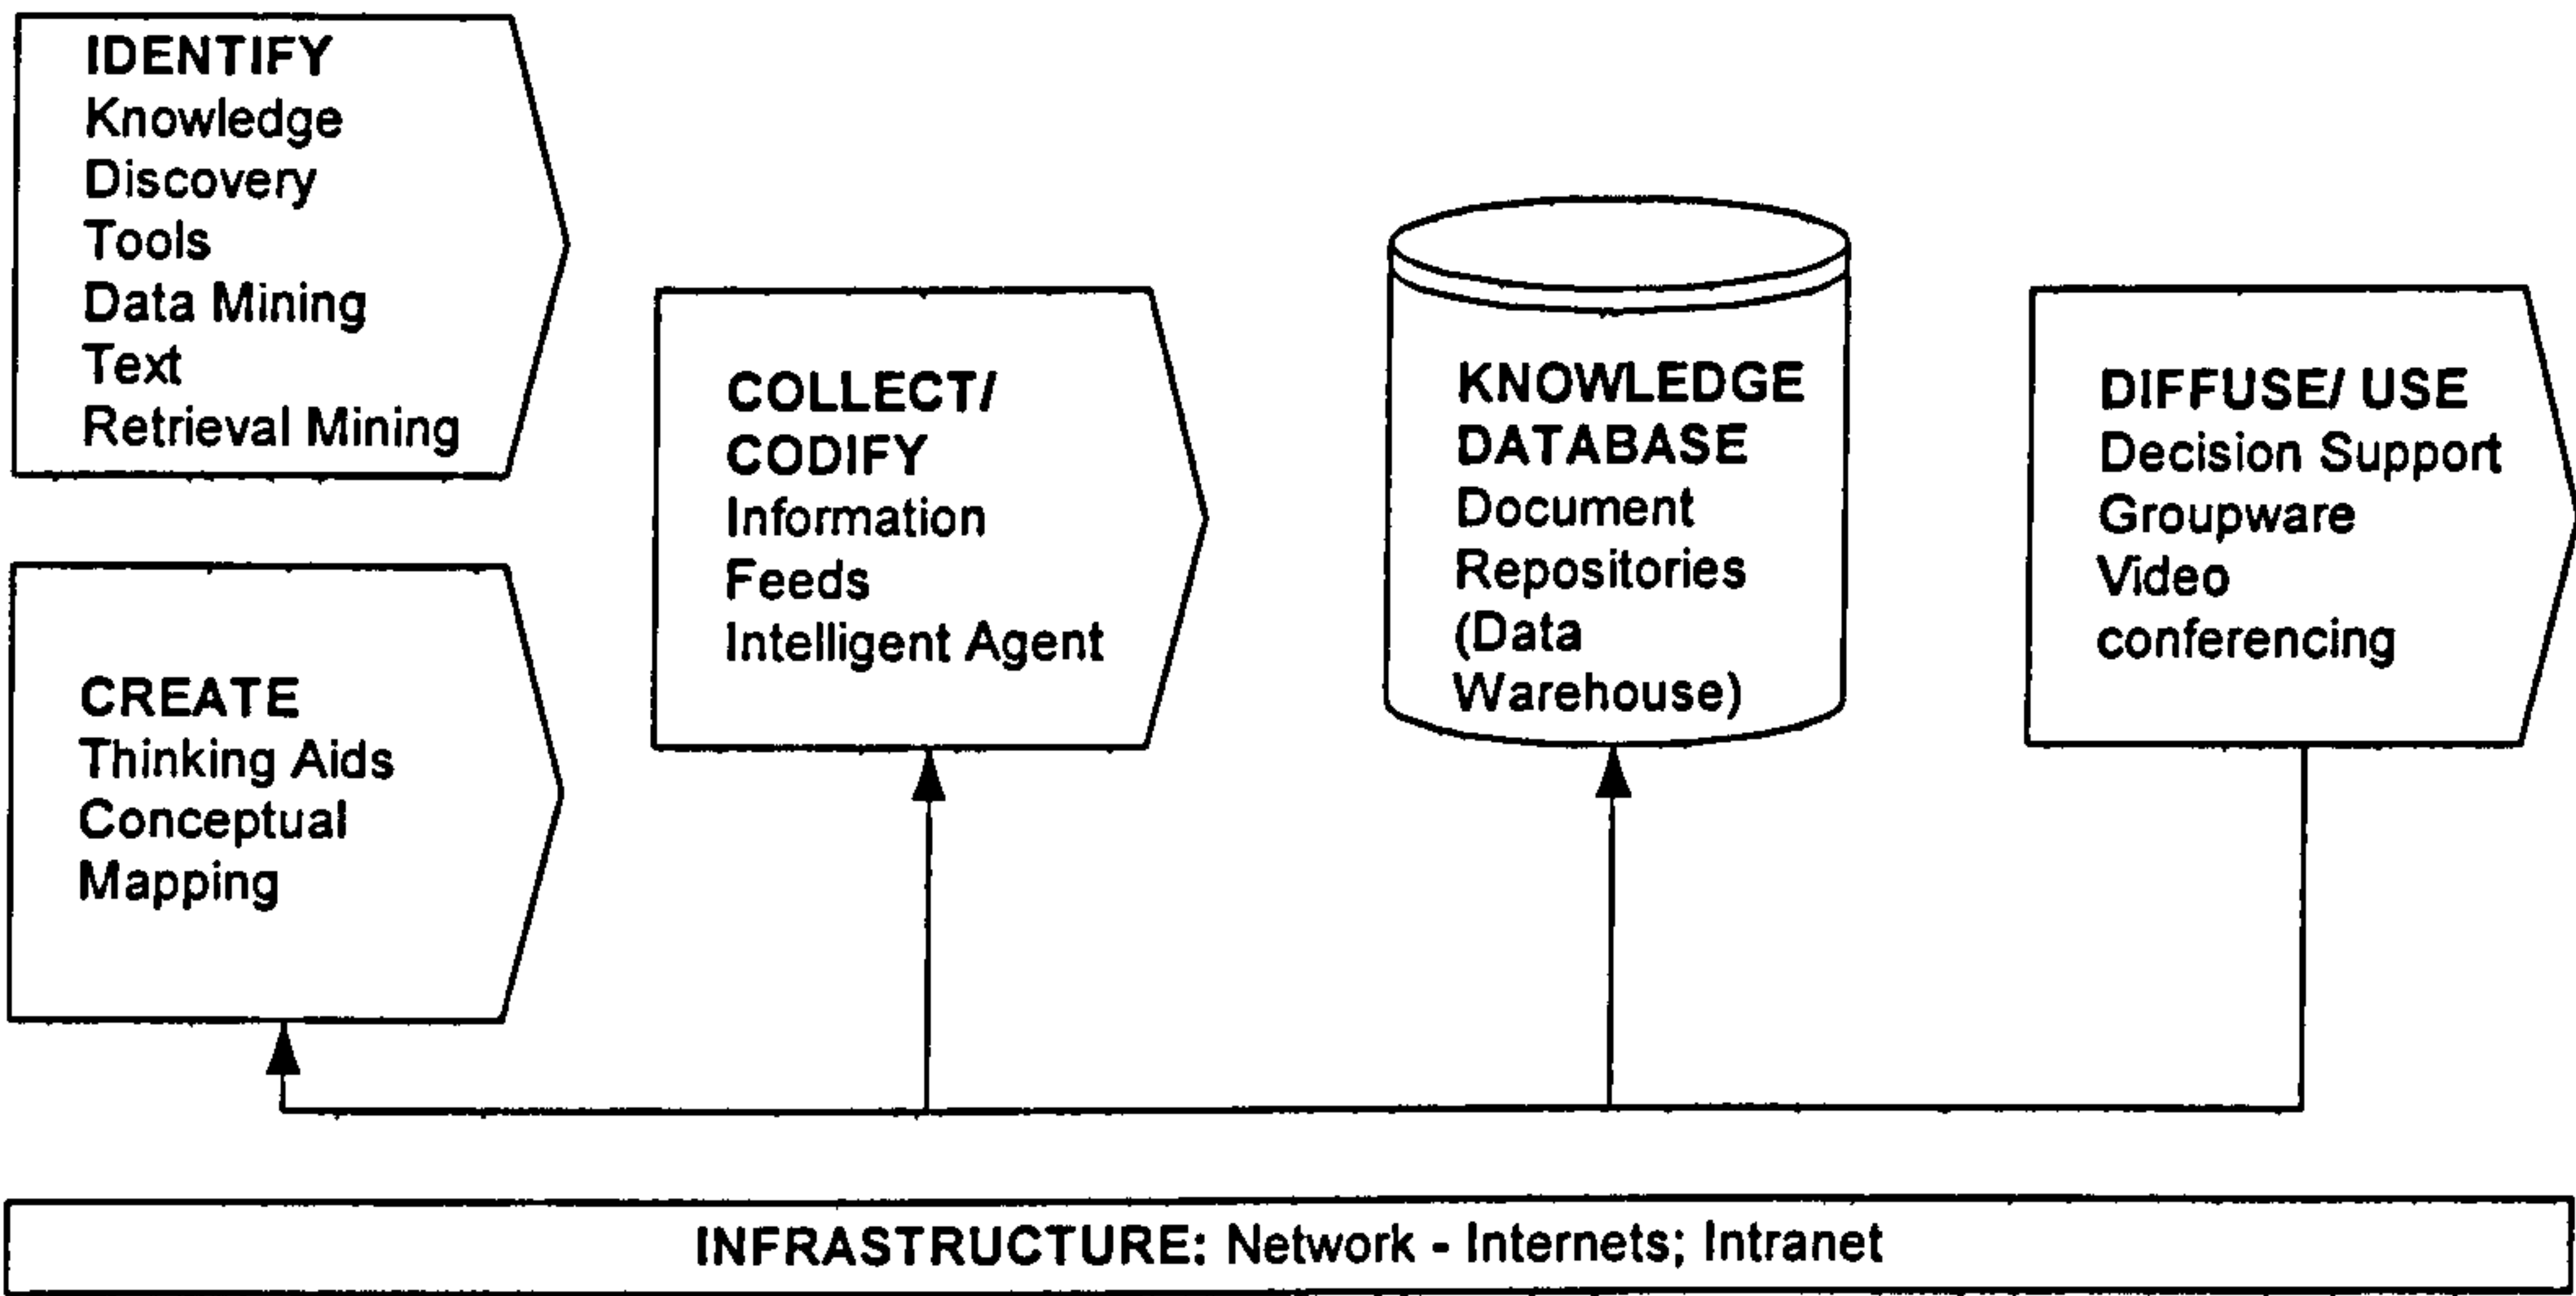 IDENTIFY
Knowledge
Discovery
Tools
Data Mining
Text
Retrieval Mining
CREATE
Thinking Aids
Conceptual
Mapping
COLLECT/
CODIFY
Information
Feeds
Intelligent Agent
KNOWLEDGE
DATABASE
Document
Repositories
(Data
Warehouse)
DIFFUSE/ USE
Decision Support
Groupware
Video
conferencing
INFRASTRUCTURE: Network - Internets; Intranet